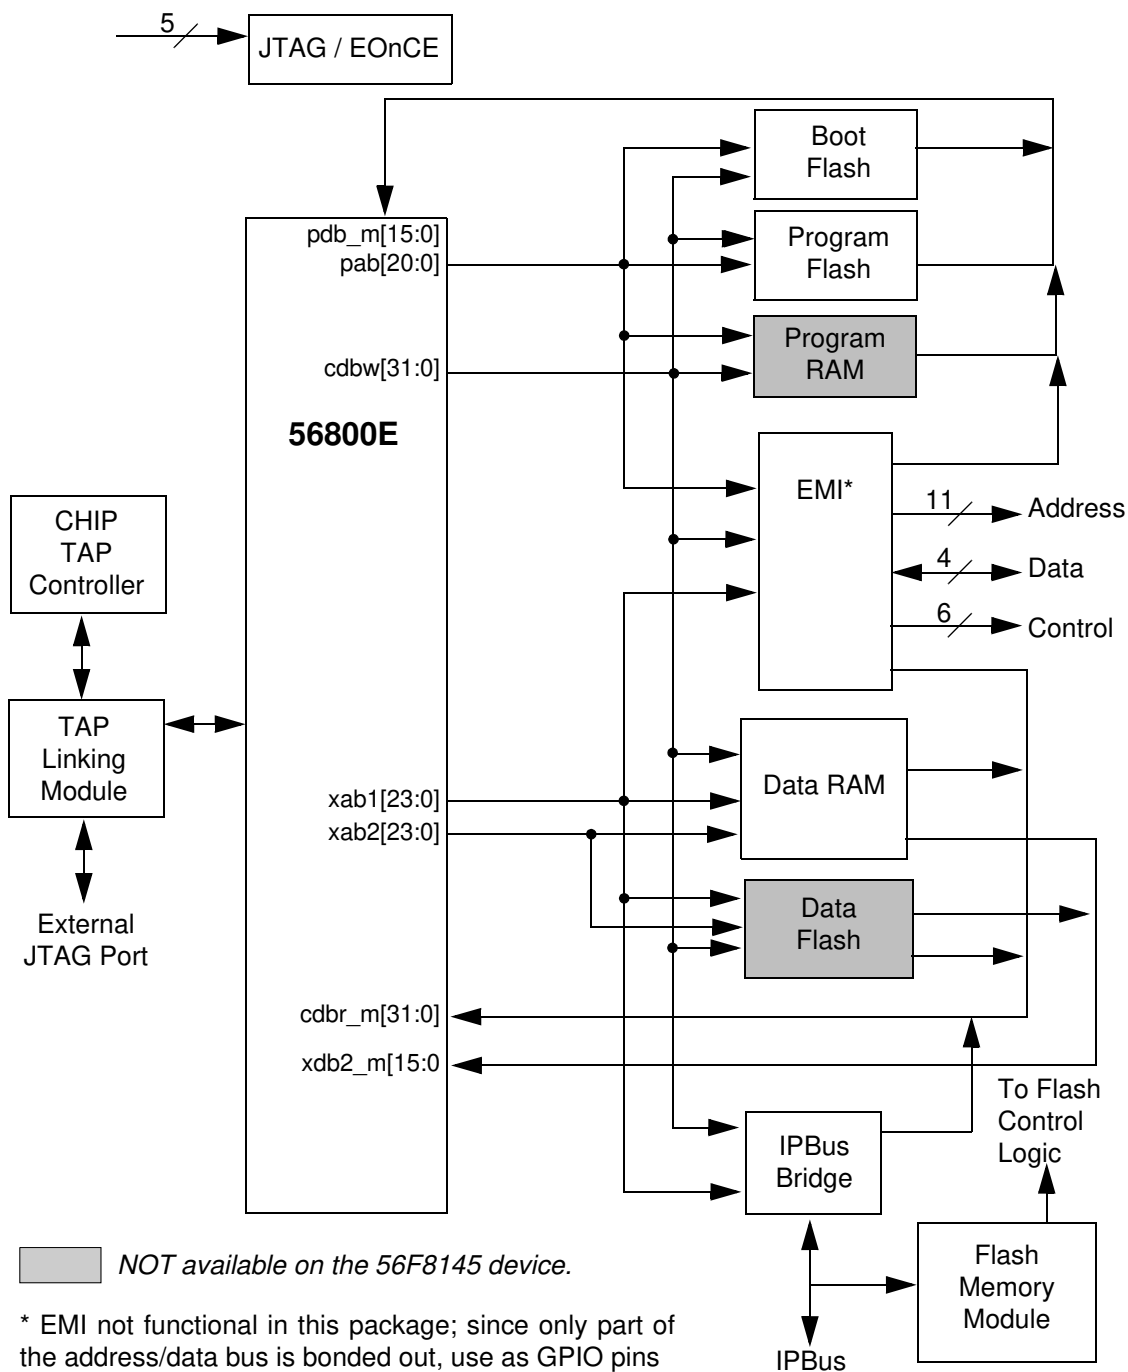 5
JTAG / EOnCE
Boot
Flash
pdb_m[15:0]
pab[20:0]
Program
Flash
cdbw[31:0]
Program
RAM
56800E
EMI*
11
Address
4
Data
6
Control
CHIP
TAP
Controller
TAP
Linking
Module
External
JTAG Port
xab1[23:0]
xab2[23:0]
Data RAM
Data
Flash
cdbr_m[31:0]
xdb2_m[15:0
To Flash
Control
Logic
IPBus
Bridge
Flash
Memory
Module
IPBus
NOT available on the 56F8145 device.
* EMI not functional in this package; since only part of
the address/data bus is bonded out, use as GPIO pins